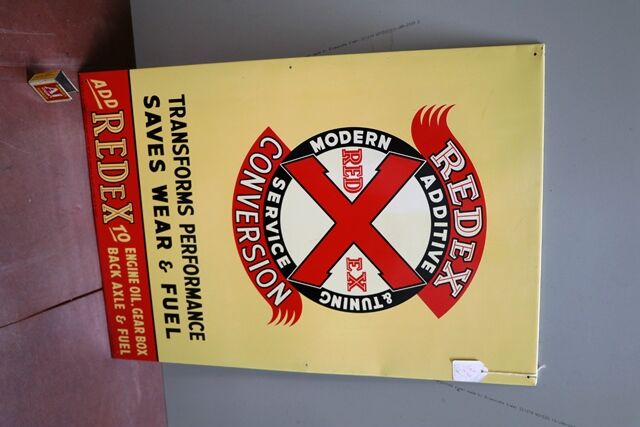 REDEX
MODERN ADDITIVE & TUNING SERVICE
RED EX
CONVERSION
TRANSFORMS PERFORMANCE
SAVES WEAR & FUEL
ADD REDEX TO ENGINE OIL, GEAR BOX
BACK AXLE & FUEL
A1